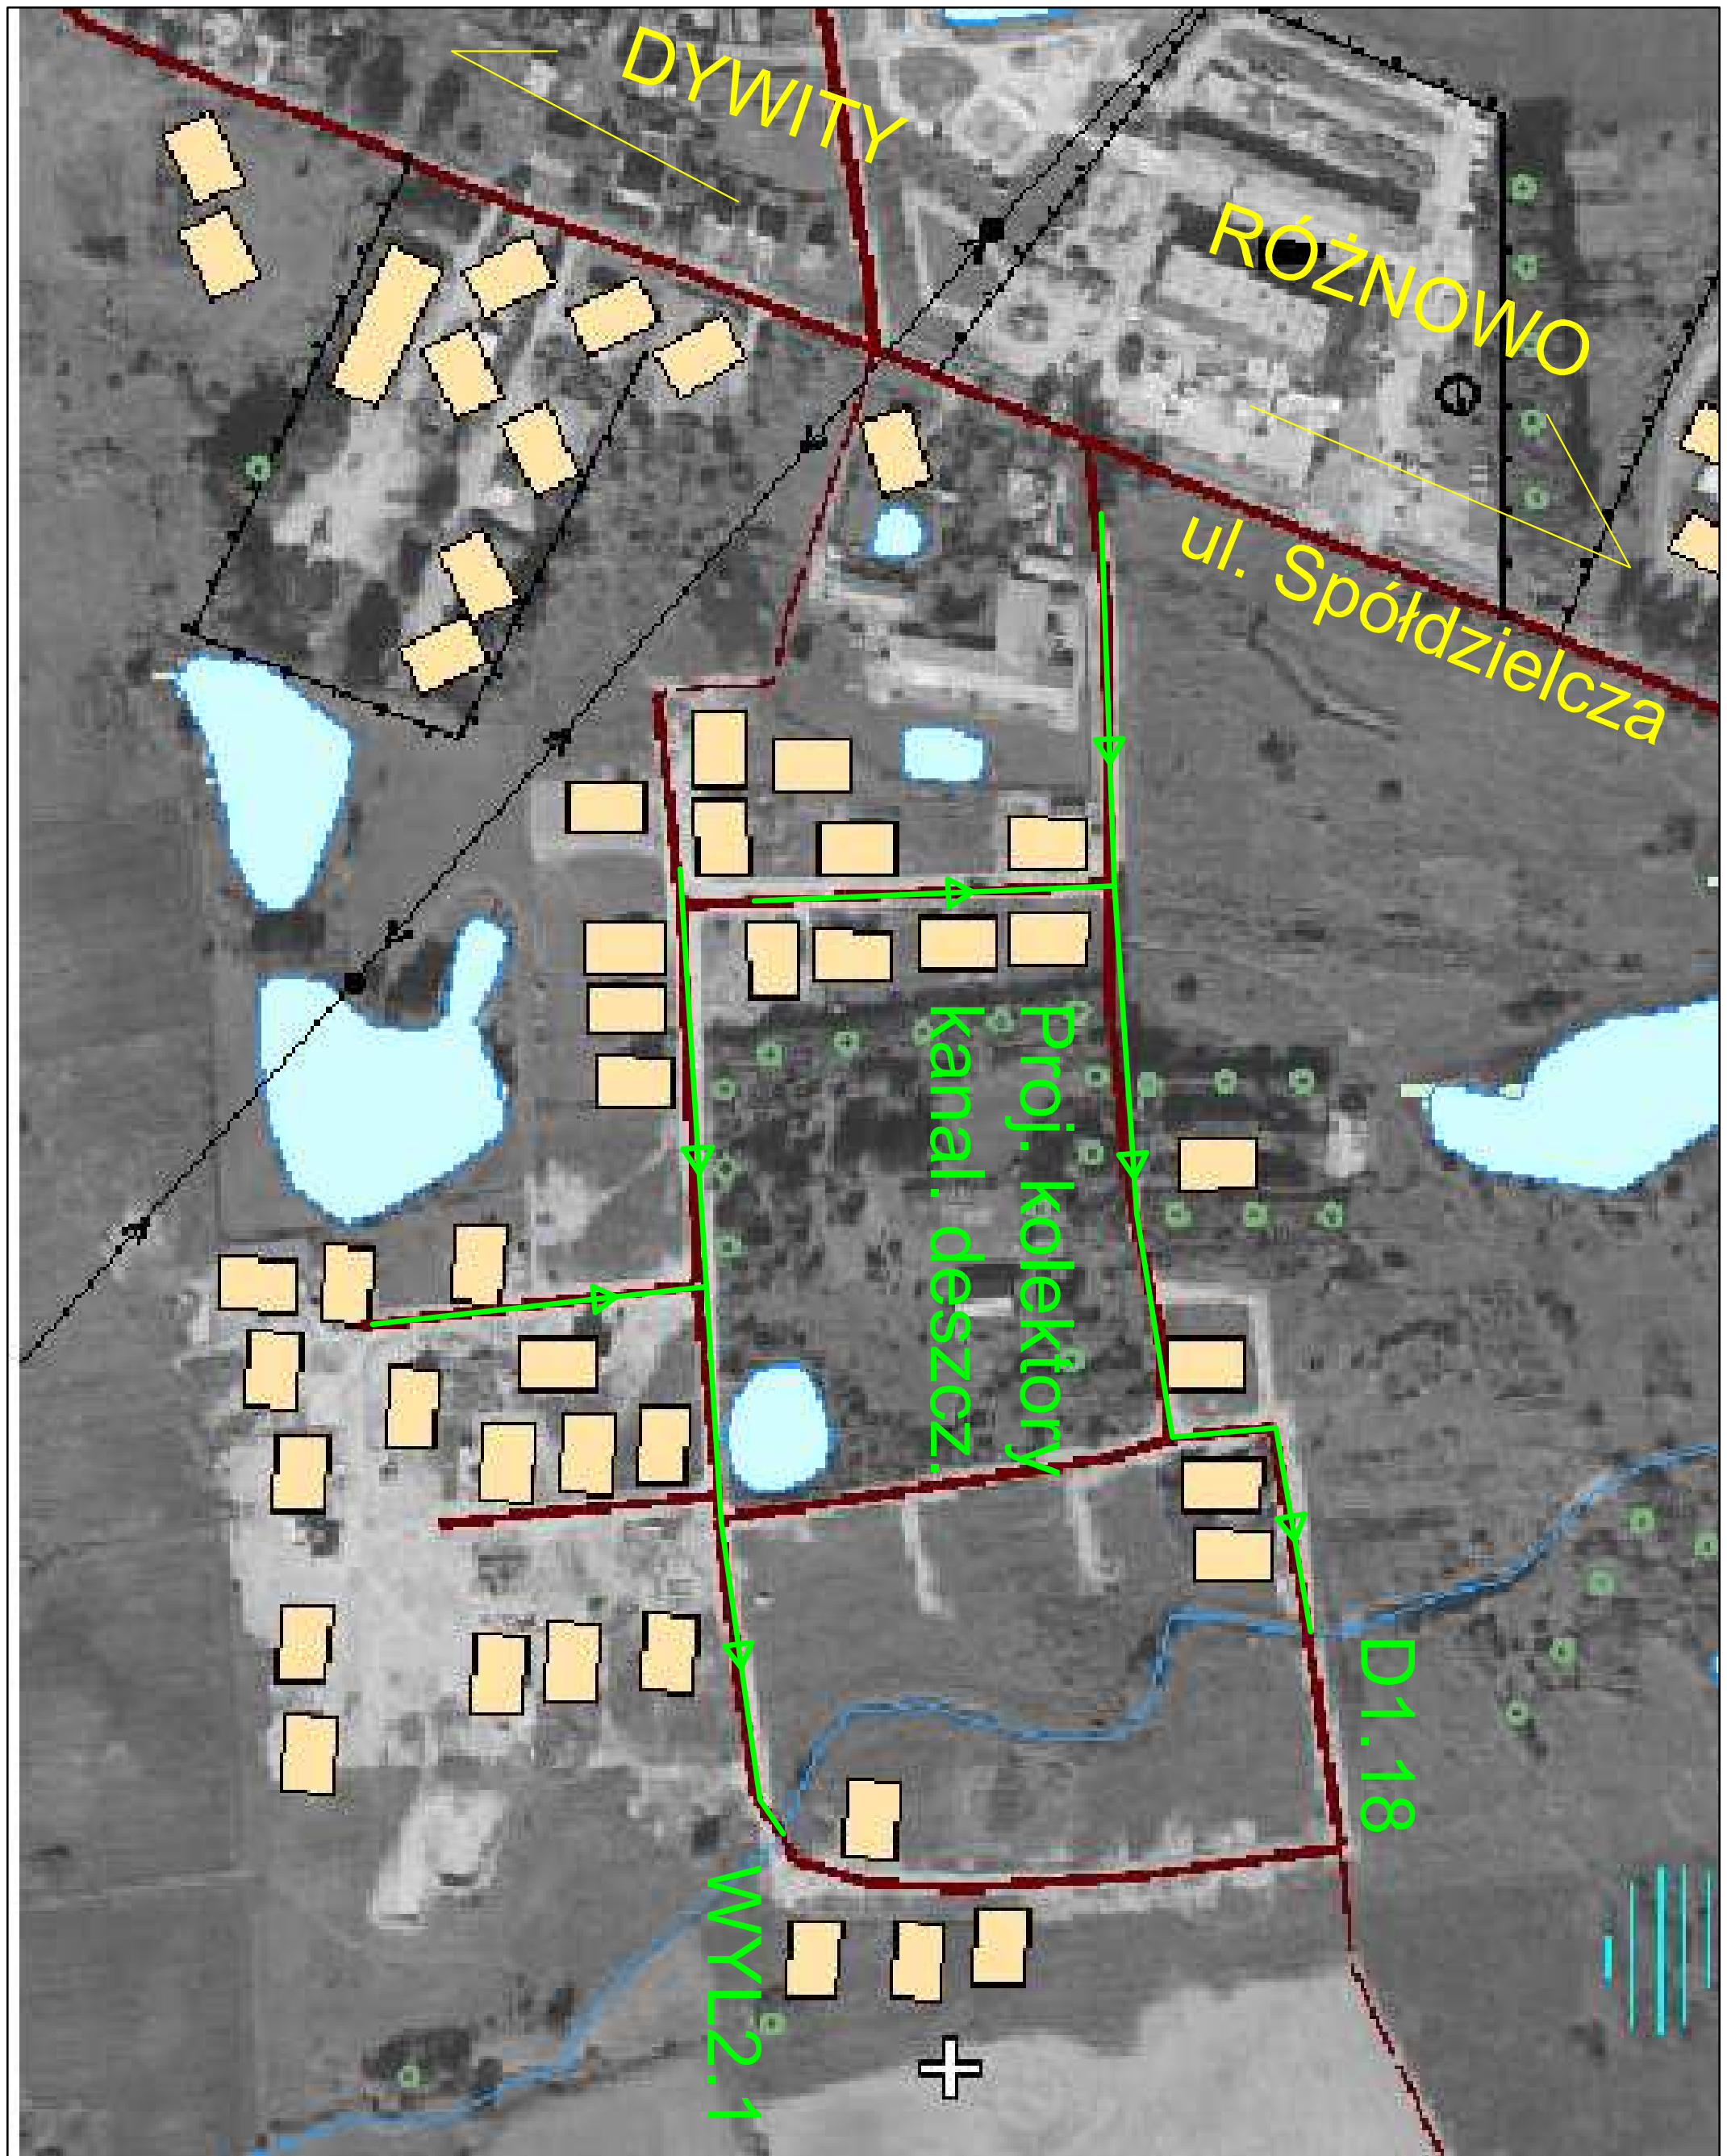 DYWITY
RÓŻNOWO
ul. Spółdzielcza
Proj. kolektory
kanal. deszcz.
D1.18
WYL2.1